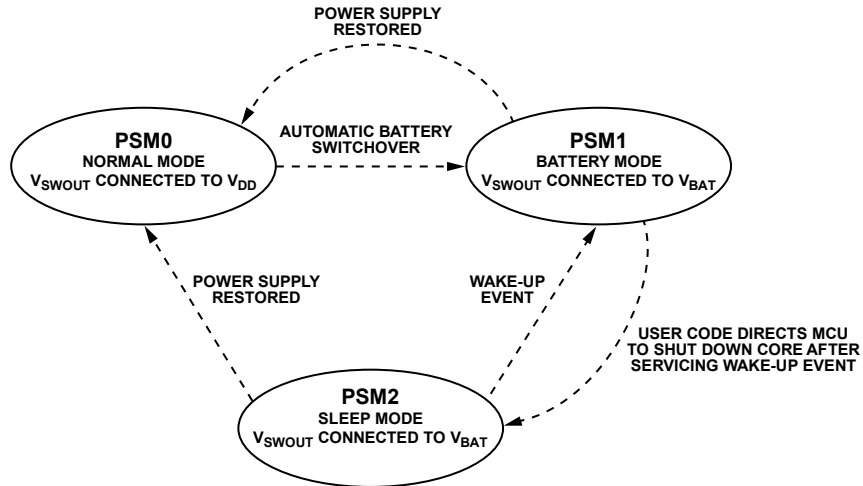 POWER SUPPLY
RESTORED
PSM0
NORMAL MODE
VSWOUT CONNECTED TO VDD
AUTOMATIC BATTERY
SWITCHOVER
PSM1
BATTERY MODE
VSWOUT CONNECTED TO VBAT
POWER SUPPLY
RESTORED
WAKE-UP
EVENT
USER CODE DIRECTS MCU
TO SHUT DOWN CORE AFTER
SERVICING WAKE-UP EVENT
PSM2
SLEEP MODE
VSWOUT CONNECTED TO VBAT